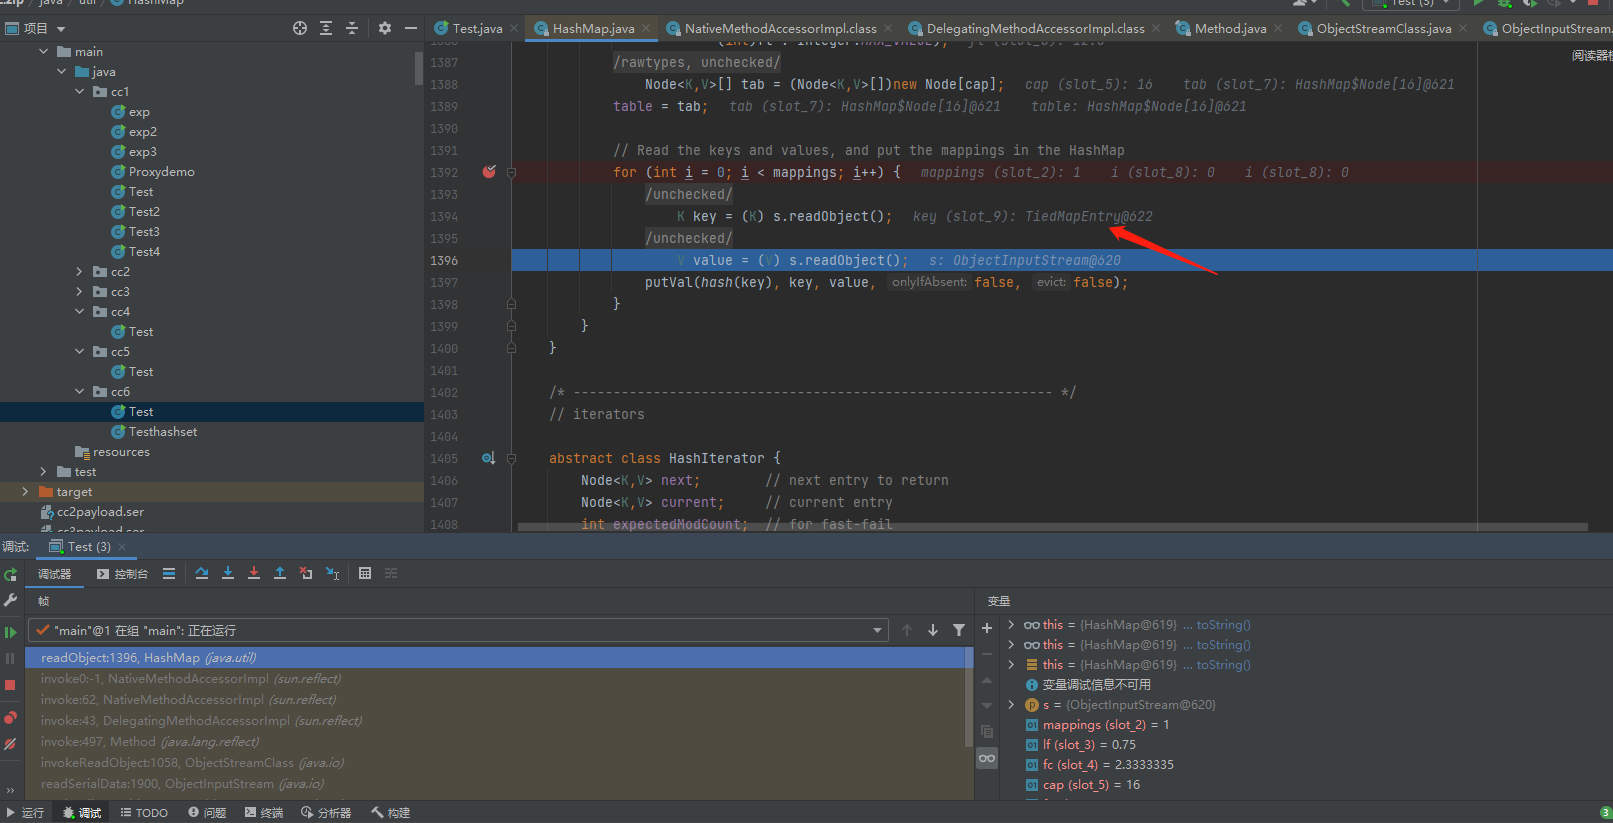 c.zip / java / util / HashMap
Test (3)
项目
Test.java
HashMap.java
NativeMethodAccessorImpl.class
DelegatingMethodAccessorImpl.class
Method.java
ObjectStreamClass.java
ObjectInputStream.
阅读器模
main
java
cc1
exp
exp2
exp3
Proxydemo
Test
Test2
Test3
Test4
cc2
cc3
cc4
Test
cc5
Test
cc6
Test
Testhashset
resources
test
target
cc2payload.ser
1387 /rawtypes, unchecked/
1388 Node<K,V>[] tab = (Node<K,V>[])new Node[cap]; cap (slot_5): 16 tab (slot_7): HashMap$Node[16]@621
1389 table = tab; tab (slot_7): HashMap$Node[16]@621 table: HashMap$Node[16]@621
1390
1391 // Read the keys and values, and put the mappings in the HashMap
1392 for (int i = 0; i < mappings; i++) { mappings (slot_2): 1 i (slot_8): 0 i (slot_8): 0
1393 /unchecked/
1394 K key = (K) s.readObject(); key (slot_9): TiedMapEntry@622
1395 /unchecked/
1396 V value = (V) s.readObject(); s: ObjectInputStream@620
1397 putVal(hash(key), key, value, onlyIfAbsent: false, evict: false);
1398 }
1399 }
1400 }
1401
1402 /* ------------------------------------------------------------ */
1403 // iterators
1404
1405 abstract class HashIterator {
1406 Node<K,V> next; // next entry to return
1407 Node<K,V> current; // current entry
1408 int expectedModCount; // for fast-fail
调试: Test (3)
调试器 控制台
帧
"main"@1 在组 "main": 正在运行
readObject:1396, HashMap (java.util)
invoke0:-1, NativeMethodAccessorImpl (sun.reflect)
invoke:62, NativeMethodAccessorImpl (sun.reflect)
invoke:43, DelegatingMethodAccessorImpl (sun.reflect)
invoke:497, Method (java.lang.reflect)
invokeReadObject:1058, ObjectStreamClass (java.io)
readSerialData:1900, ObjectInputStream (java.io)
变量
this = {HashMap@619} ... toString()
this = {HashMap@619} ... toString()
this = {HashMap@619} ... toString()
变量调试信息不可用
s = {ObjectInputStream@620}
mappings (slot_2) = 1
lf (slot_3) = 0.75
fc (slot_4) = 2.3333335
cap (slot_5) = 16
运行 调试 TODO 问题 终端 分析器 构建
3